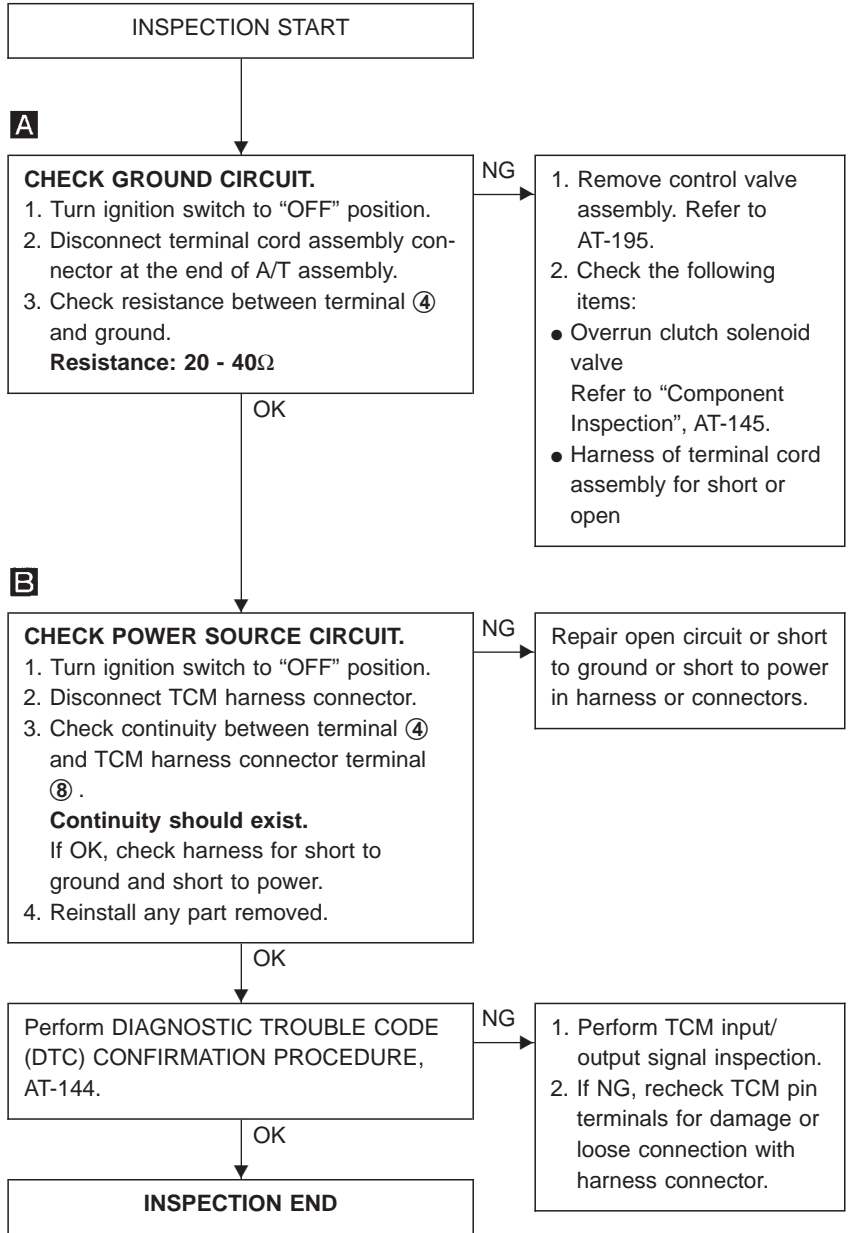 INSPECTION START
A
CHECK GROUND CIRCUIT.
1. Turn ignition switch to “OFF” position.
2. Disconnect terminal cord assembly con-
nector at the end of A/T assembly.
3. Check resistance between terminal ④
and ground.
Resistance: 20 - 40Ω
NG
1. Remove control valve
assembly. Refer to
AT-195.
2. Check the following
items:
● Overrun clutch solenoid
valve
Refer to “Component
Inspection”, AT-145.
● Harness of terminal cord
assembly for short or
open
OK
B
CHECK POWER SOURCE CIRCUIT.
1. Turn ignition switch to “OFF” position.
2. Disconnect TCM harness connector.
3. Check continuity between terminal ④
and TCM harness connector terminal
⑧ .
Continuity should exist.
If OK, check harness for short to
ground and short to power.
4. Reinstall any part removed.
NG
Repair open circuit or short
to ground or short to power
in harness or connectors.
OK
Perform DIAGNOSTIC TROUBLE CODE
(DTC) CONFIRMATION PROCEDURE,
AT-144.
NG
1. Perform TCM input/
output signal inspection.
2. If NG, recheck TCM pin
terminals for damage or
loose connection with
harness connector.
OK
INSPECTION END